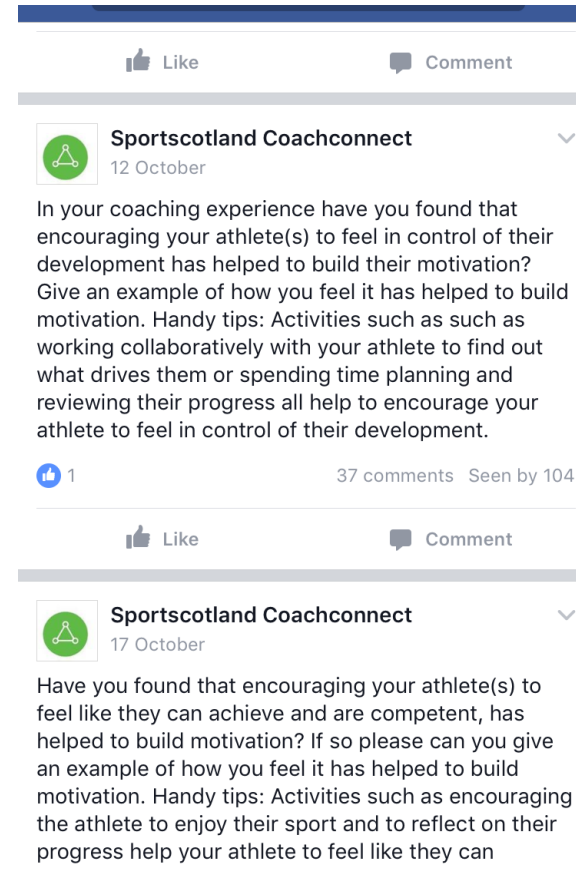 Like
Comment
Sportscotland Coachconnect
12 October
In your coaching experience have you found that
encouraging your athlete(s) to feel in control of their
development has helped to build their motivation?
Give an example of how you feel it has helped to build
motivation. Handy tips: Activities such as such as
working collaboratively with your athlete to find out
what drives them or spending time planning and
reviewing their progress all help to encourage your
athlete to feel in control of their development.
1
37 comments Seen by 104
Like
Comment
Sportscotland Coachconnect
17 October
Have you found that encouraging your athlete(s) to
feel like they can achieve and are competent, has
helped to build motivation? If so please can you give
an example of how you feel it has helped to build
motivation. Handy tips: Activities such as encouraging
the athlete to enjoy their sport and to reflect on their
progress help your athlete to feel like they can